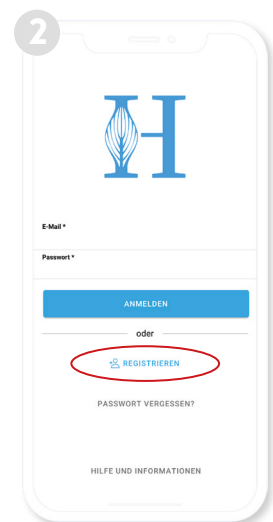 2
H
E-Mail *
Passwort *
ANMELDEN
oder
REGISTRIEREN
PASSWORT VERGESSEN?
HILFE UND INFORMATIONEN